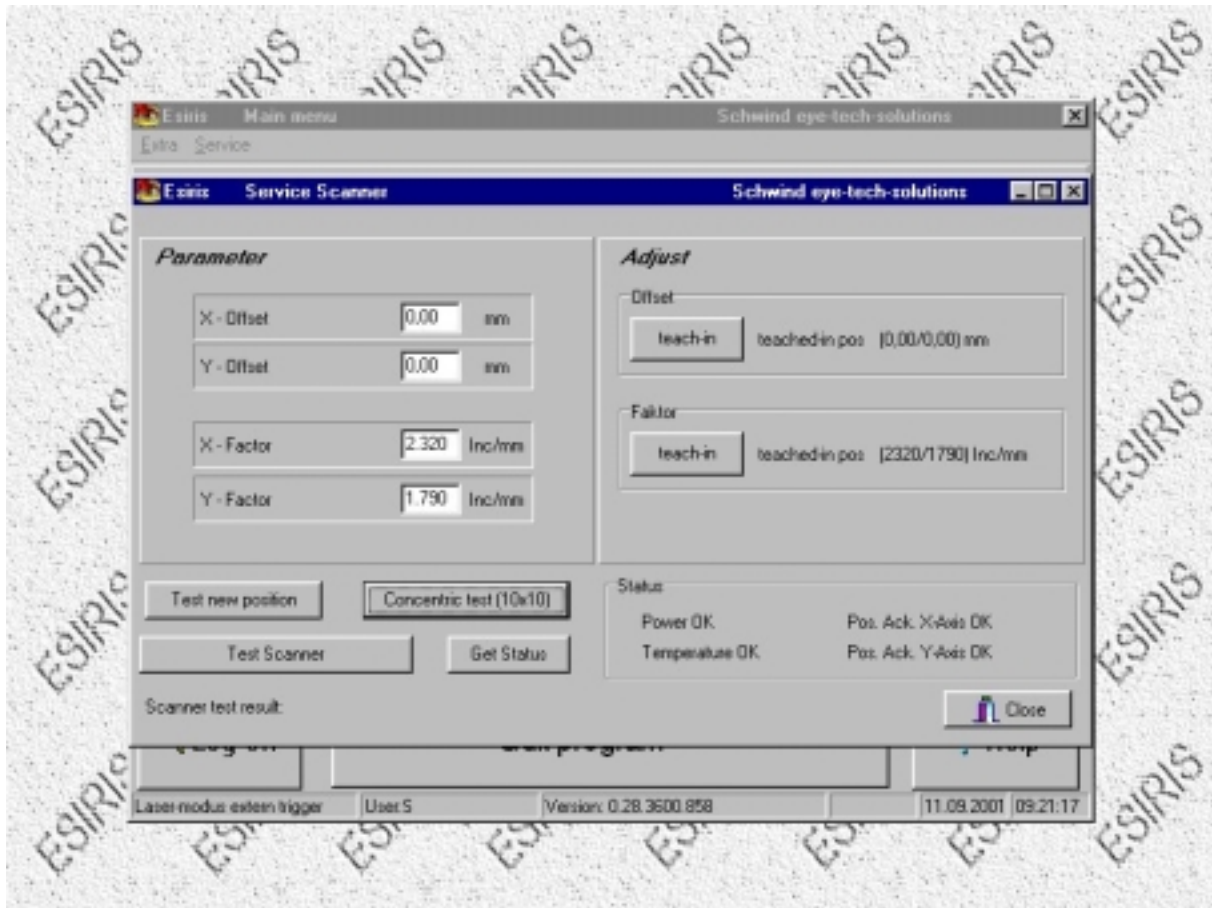 ESIRIS
Esiris Main menu Schwind eye-tech-solutions
Extra Service
Esiris Service Scanner Schwind eye-tech-solutions
Parameter
X - Offset 0,00 mm
Y - Offset 0,00 mm
X - Factor 2.320 Inc/mm
Y - Factor 1.790 Inc/mm
Adjust
Offset
teach-in teached-in pos (0,00/0,00) mm
Faktor
teach-in teached-in pos (2320/1790) Inc/mm
Test new position Concentric test (10x10)
Test Scanner Get Status
Status
Power OK Pos. Ack. X-Axis OK
Temperature OK Pos. Ack. Y-Axis OK
Scanner test result:
Close
program Help
Laser-modus extern trigger User:S Version: 0.28.3600.858 11.09.2001 09:21:17